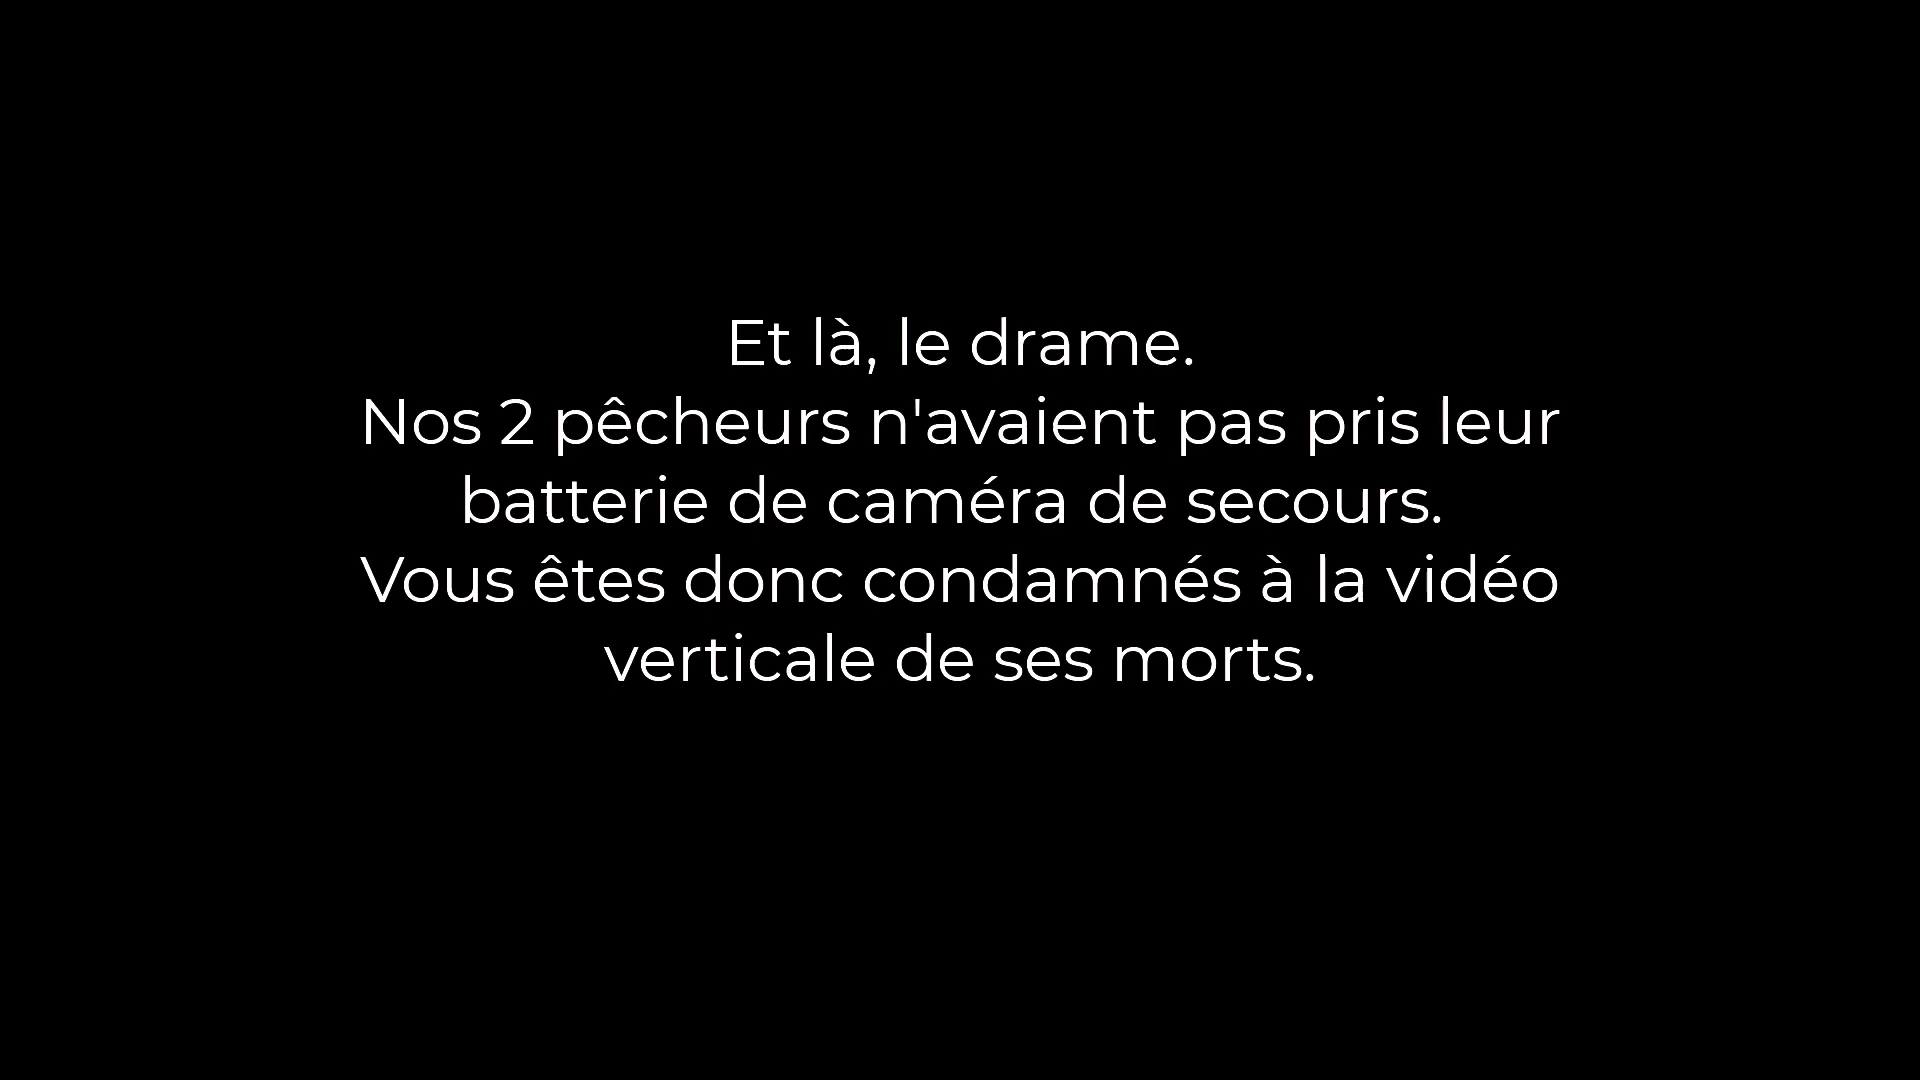 Et là, le drame.
Nos 2 pêcheurs n'avaient pas pris leur
batterie de caméra de secours.
Vous êtes donc condamnés à la vidéo
verticale de ses morts.